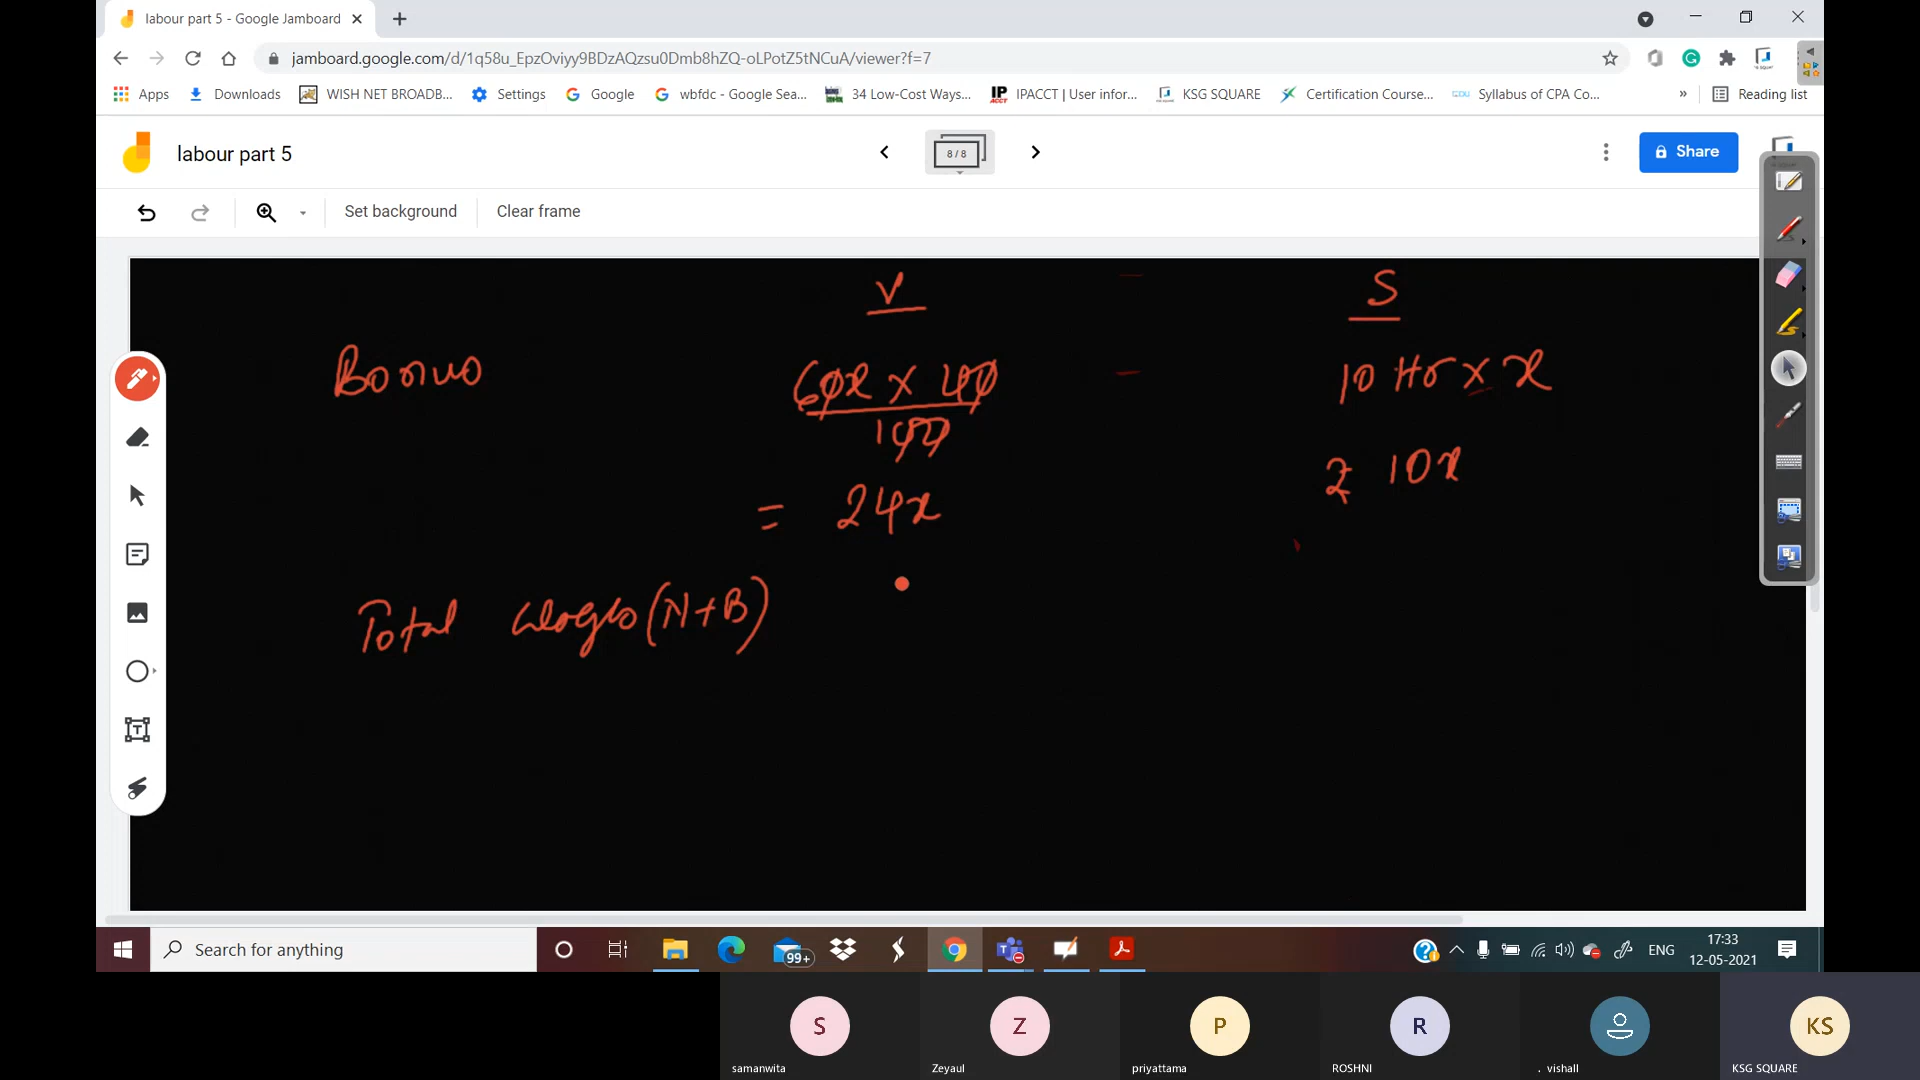 labour part 5 - Google Jamboard
jamboard.google.com/d/1q58u_EpzOviyy9BDzAQzsu0Dmb8hZQ-oLPotZ5tNCuA/viewer?f=7
Apps Downloads WISH NET BROADB... Settings Google wbfdc - Google Sea... 34 Low-Cost Ways... IPACCT | User infor... KSG SQUARE Certification Course... Syllabus of CPA Co... » Reading list
labour part 5
8 / 8
Share
Set background Clear frame
V - S
Bonus 60x × 40 - 10 Hr × x
100
10x
= 24x
Total (N+B)
Search for anything
99+
ENG
17:33
12-05-2021
S Z P R KS
samanwita Zeyaul priyattama ROSHNI . vishall KSG SQUARE